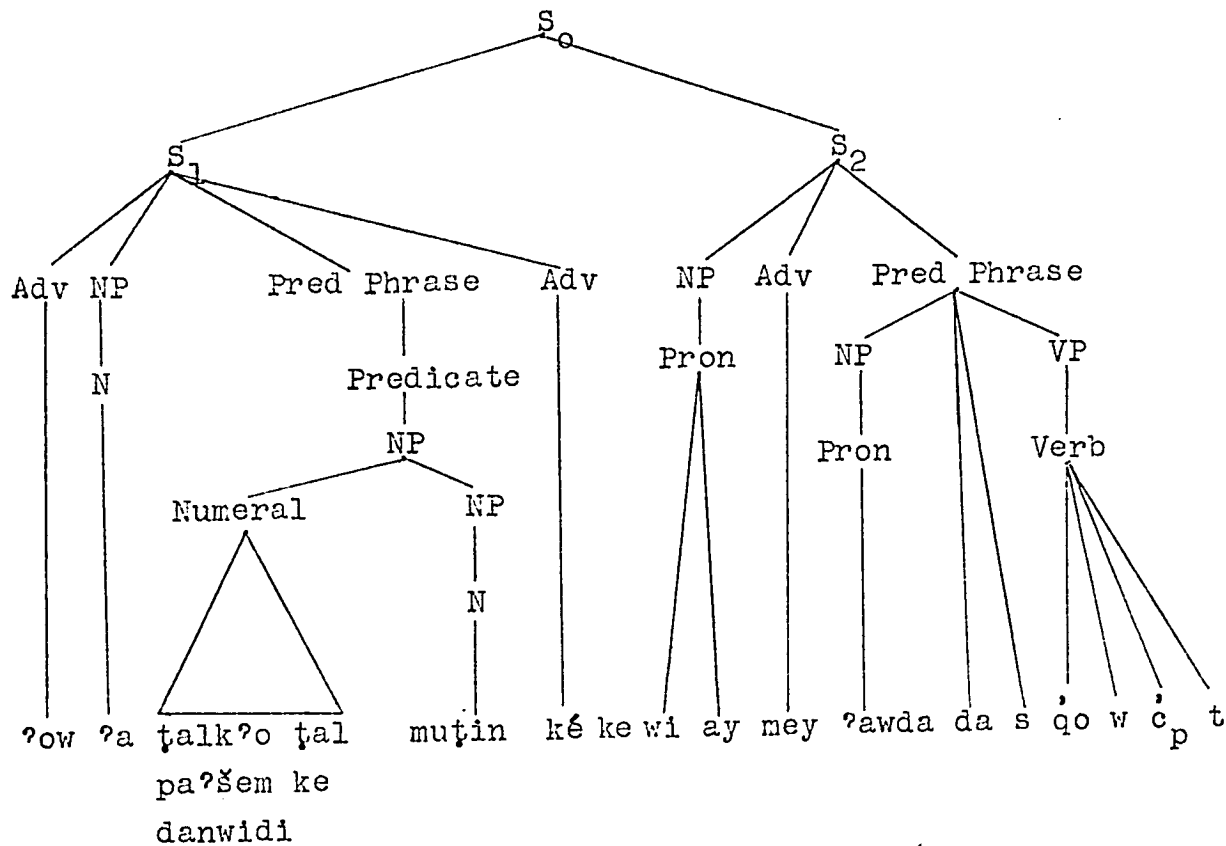 S₀
S₁ S₂
Adv NP Pred Phrase Adv NP Adv Pred Phrase
N Predicate Pron NP VP
NP Pron Verb
Numeral NP
N
ʔow ʔa ṭalkʔo ṭal muṭin ké ke wi ay mey ʔawda da s q̓o w c̓ₚ t
paʔšem ke
danwidi